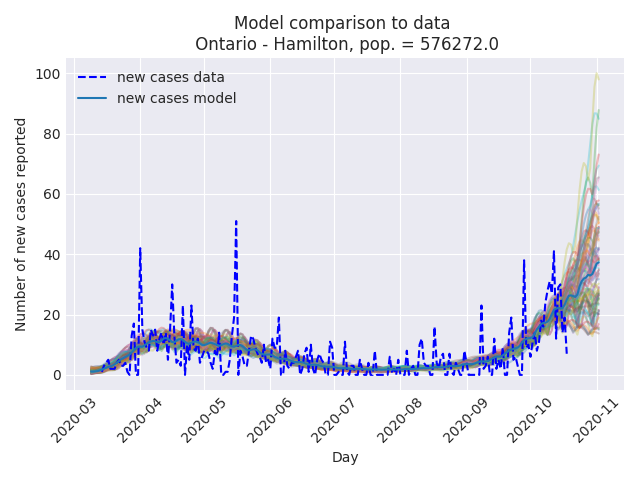 Model comparison to data
Ontario - Hamilton, pop. = 576272.0
new cases data
new cases model
Number of new cases reported
100
80
60
40
20
0
2020-03
2020-04
2020-05
2020-06
2020-07
2020-08
2020-09
2020-10
2020-11
Day